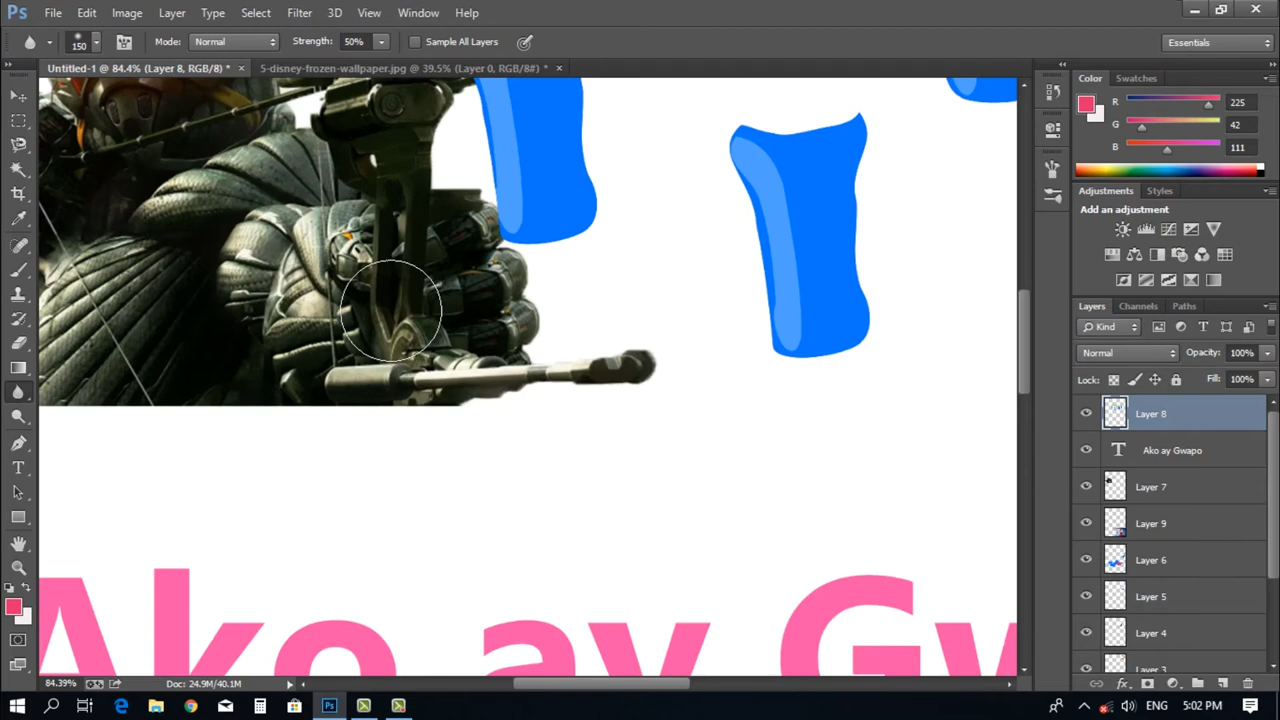 Ps File Edit Image Layer Type Select Filter 3D View Window Help
150 Mode: Normal Strength: 50% Sample All Layers Essentials
Untitled-1 @ 84.4% (Layer 8, RGB/8) * × 5-disney-frozen-wallpaper.jpg @ 39.5% (Layer 0, RGB/8#) * ×
Color Swatches
R 225
G 42
B 111
Adjustments Styles
Add an adjustment
Layers Channels Paths
Kind
Normal Opacity: 100%
Lock: Fill: 100%
Layer 8
T Ako ay Gwapo
Layer 7
Layer 9
Layer 6
Layer 5
Layer 4
Layer 3
Ako ay Gw
84.39% Doc: 24.9M/40.1M
ENG 5:02 PM